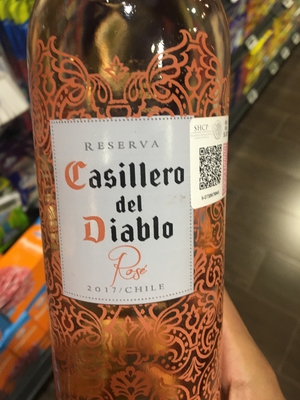 RESERVA
Casillero
del
Diablo
Rosé
2017/CHILE
SHCP